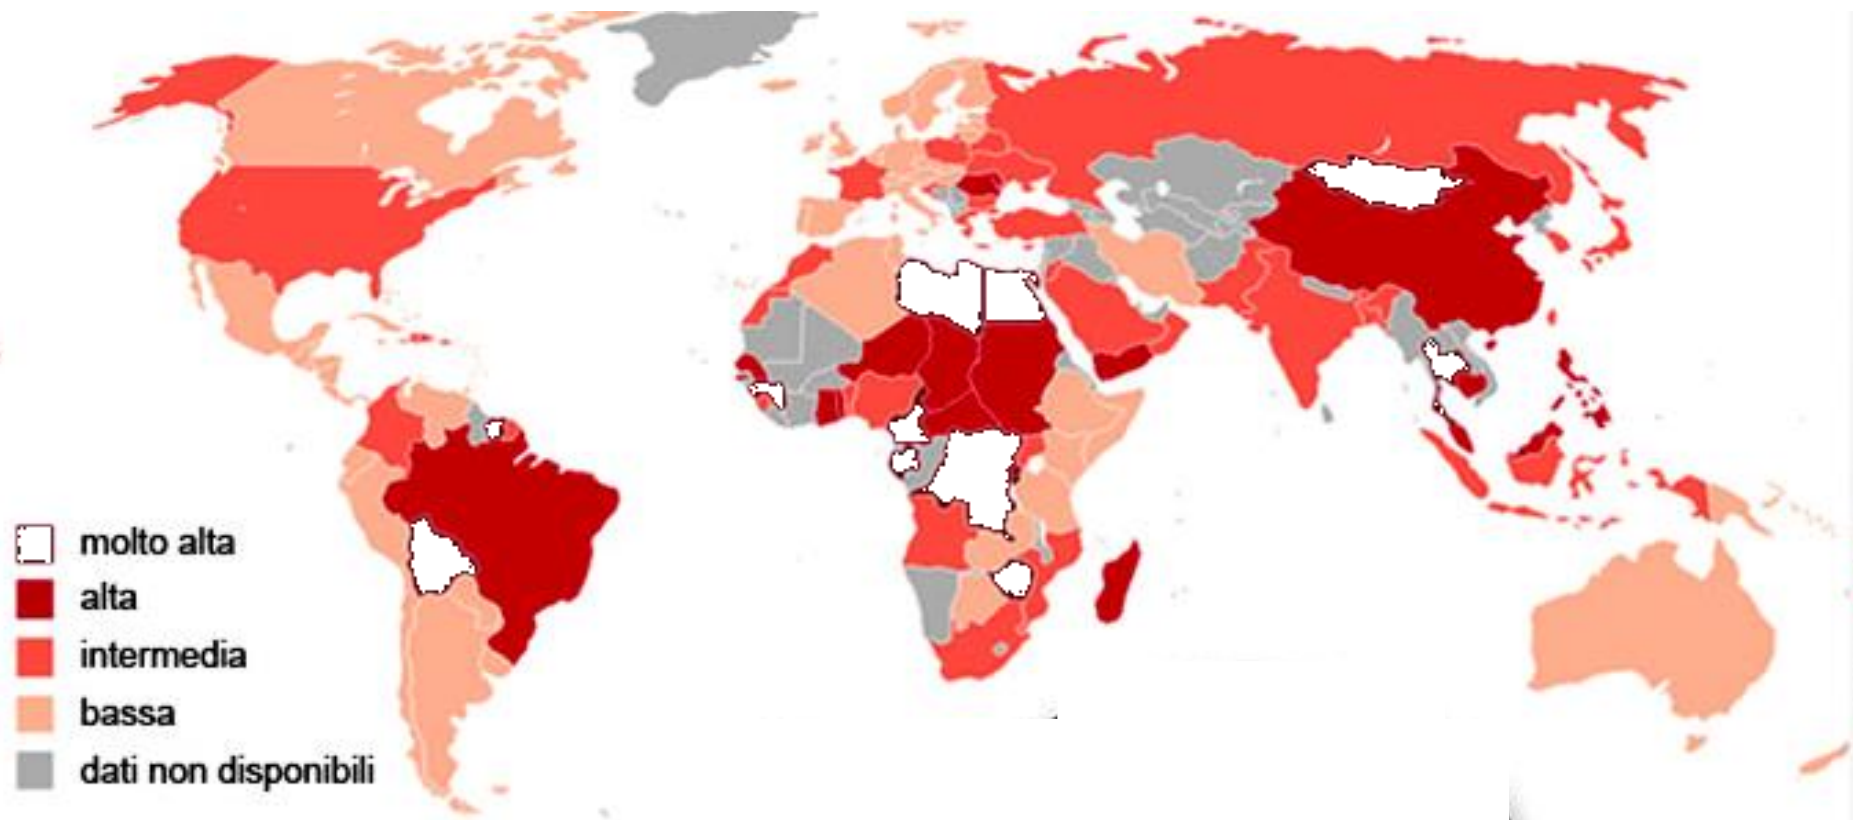 molto alta
alta
intermedia
bassa
dati non disponibili